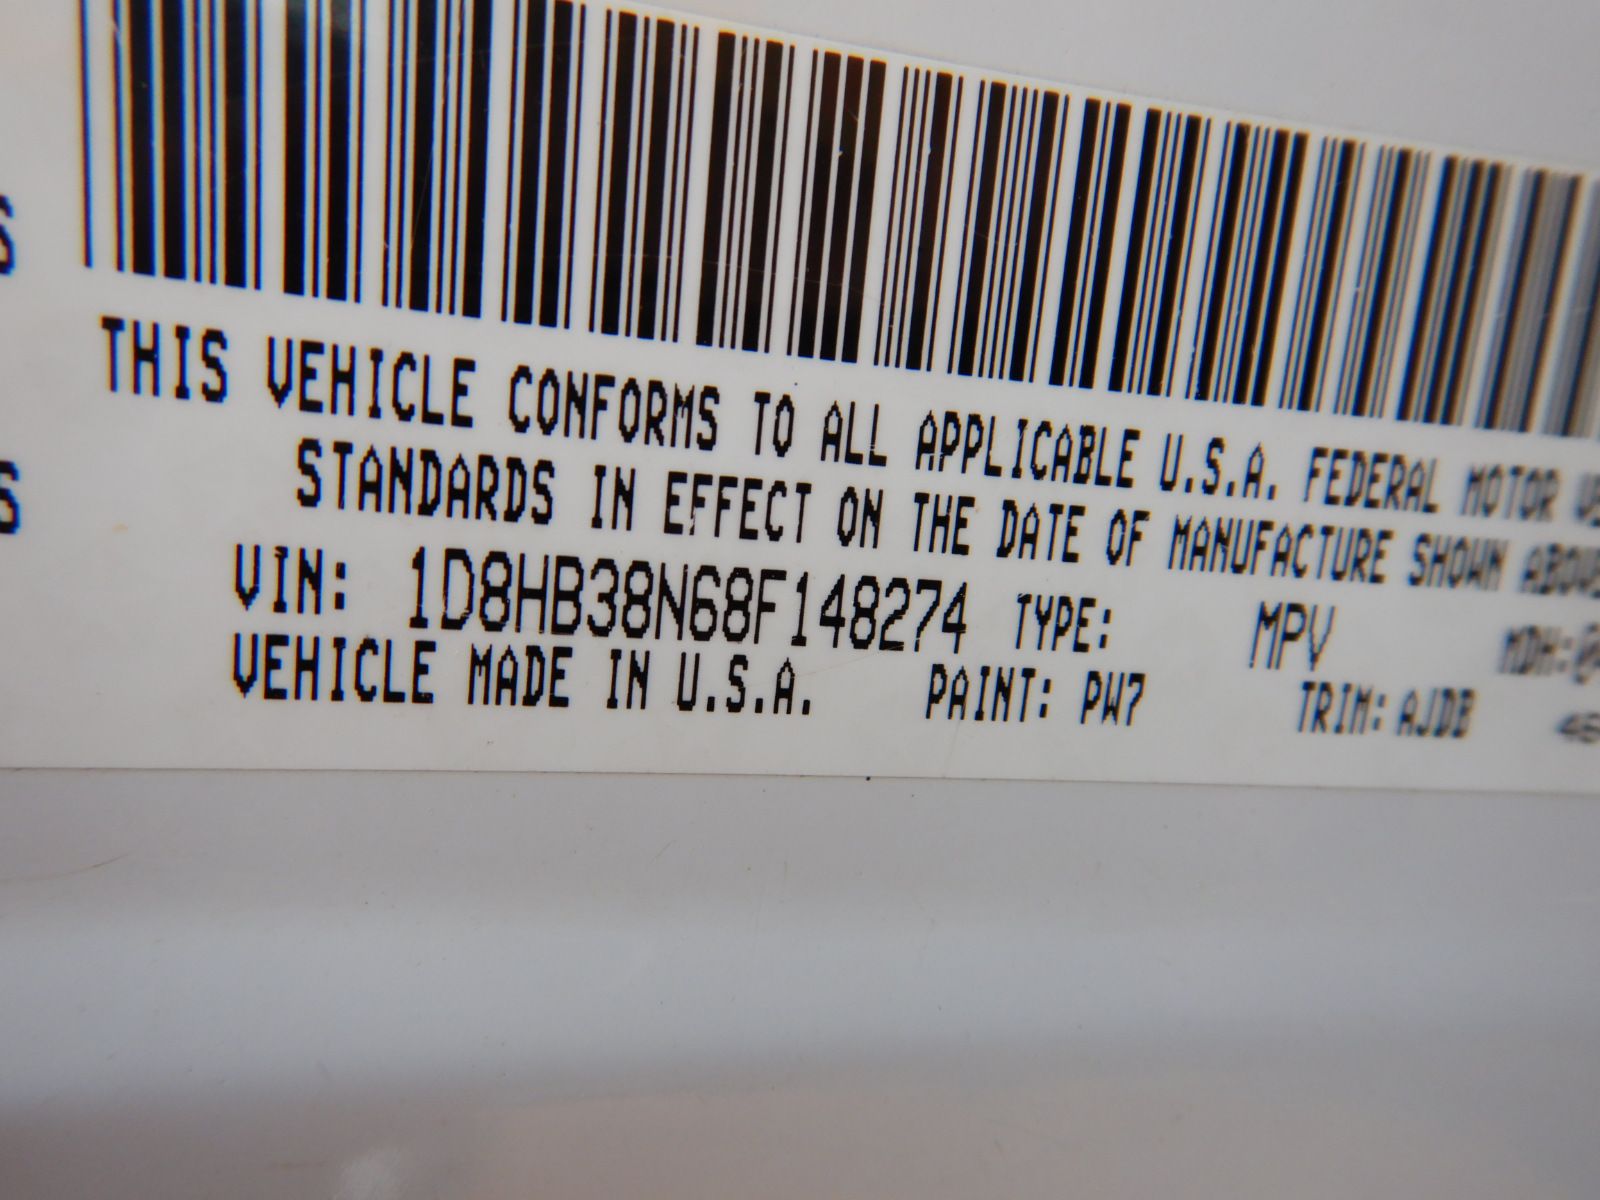 S
S
THIS VEHICLE CONFORMS TO ALL APPLICABLE U.S.A. FEDERAL MOTOR
STANDARDS IN EFFECT ON THE DATE OF MANUFACTURE SHOWN
VIN: 1D8HB38N68F148274 TYPE: MPV MDH:
VEHICLE MADE IN U.S.A. PAINT: PW7 TRIM: AJDB